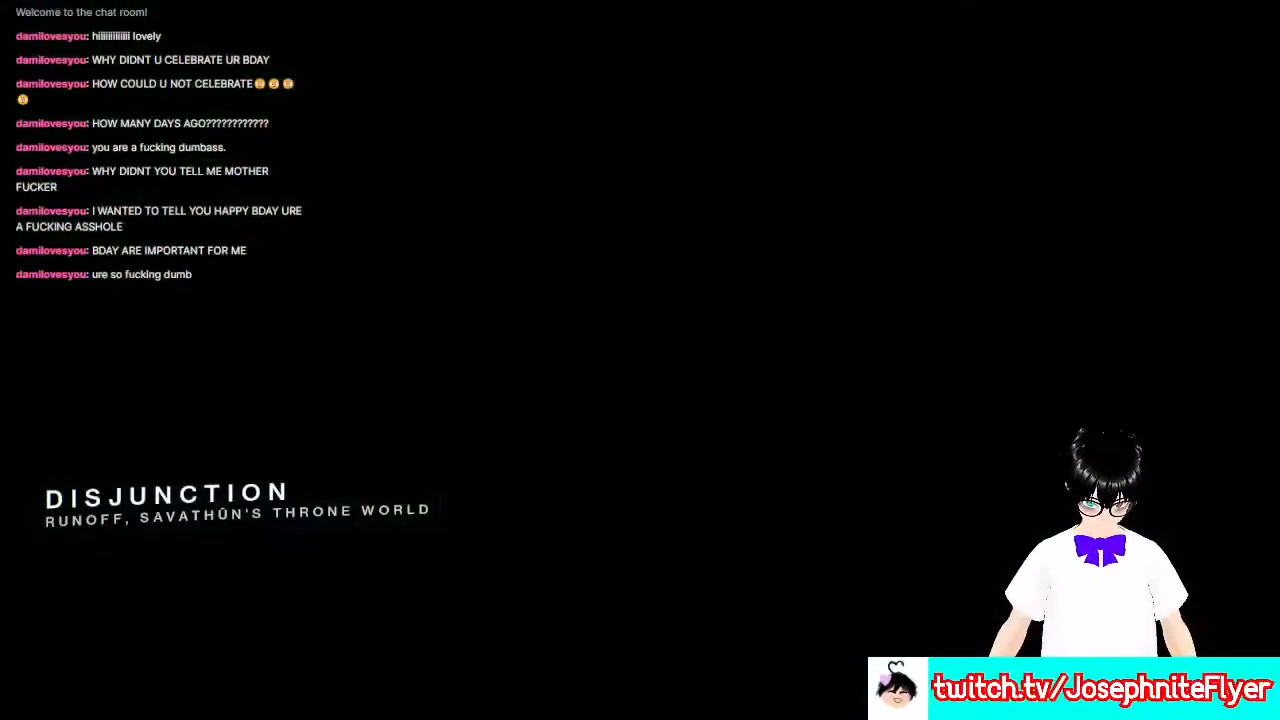 Welcome to the chat room!
damilovesyou: hiiiiiiiiiiiiii lovely
damilovesyou: WHY DIDNT U CELEBRATE UR BDAY
damilovesyou: HOW COULD U NOT CELEBRATE
damilovesyou: HOW MANY DAYS AGO????????????
damilovesyou: you are a fucking dumbass.
damilovesyou: WHY DIDNT YOU TELL ME MOTHER
FUCKER
damilovesyou: I WANTED TO TELL YOU HAPPY BDAY URE
A FUCKING ASSHOLE
damilovesyou: BDAY ARE IMPORTANT FOR ME
damilovesyou: ure so fucking dumb
DISJUNCTION
RUNOFF, SAVATHÛN'S THRONE WORLD
twitch.tv/JosephniteFlyer